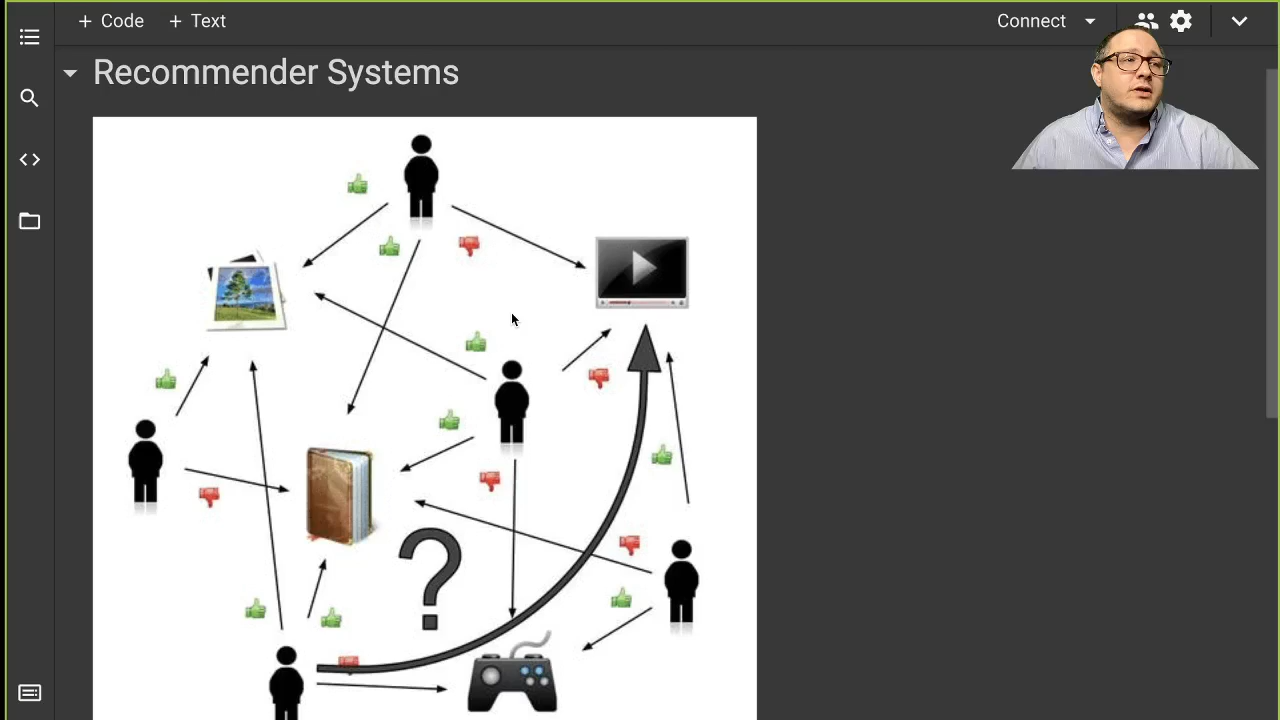 + Code + Text Connect
Recommender Systems
?